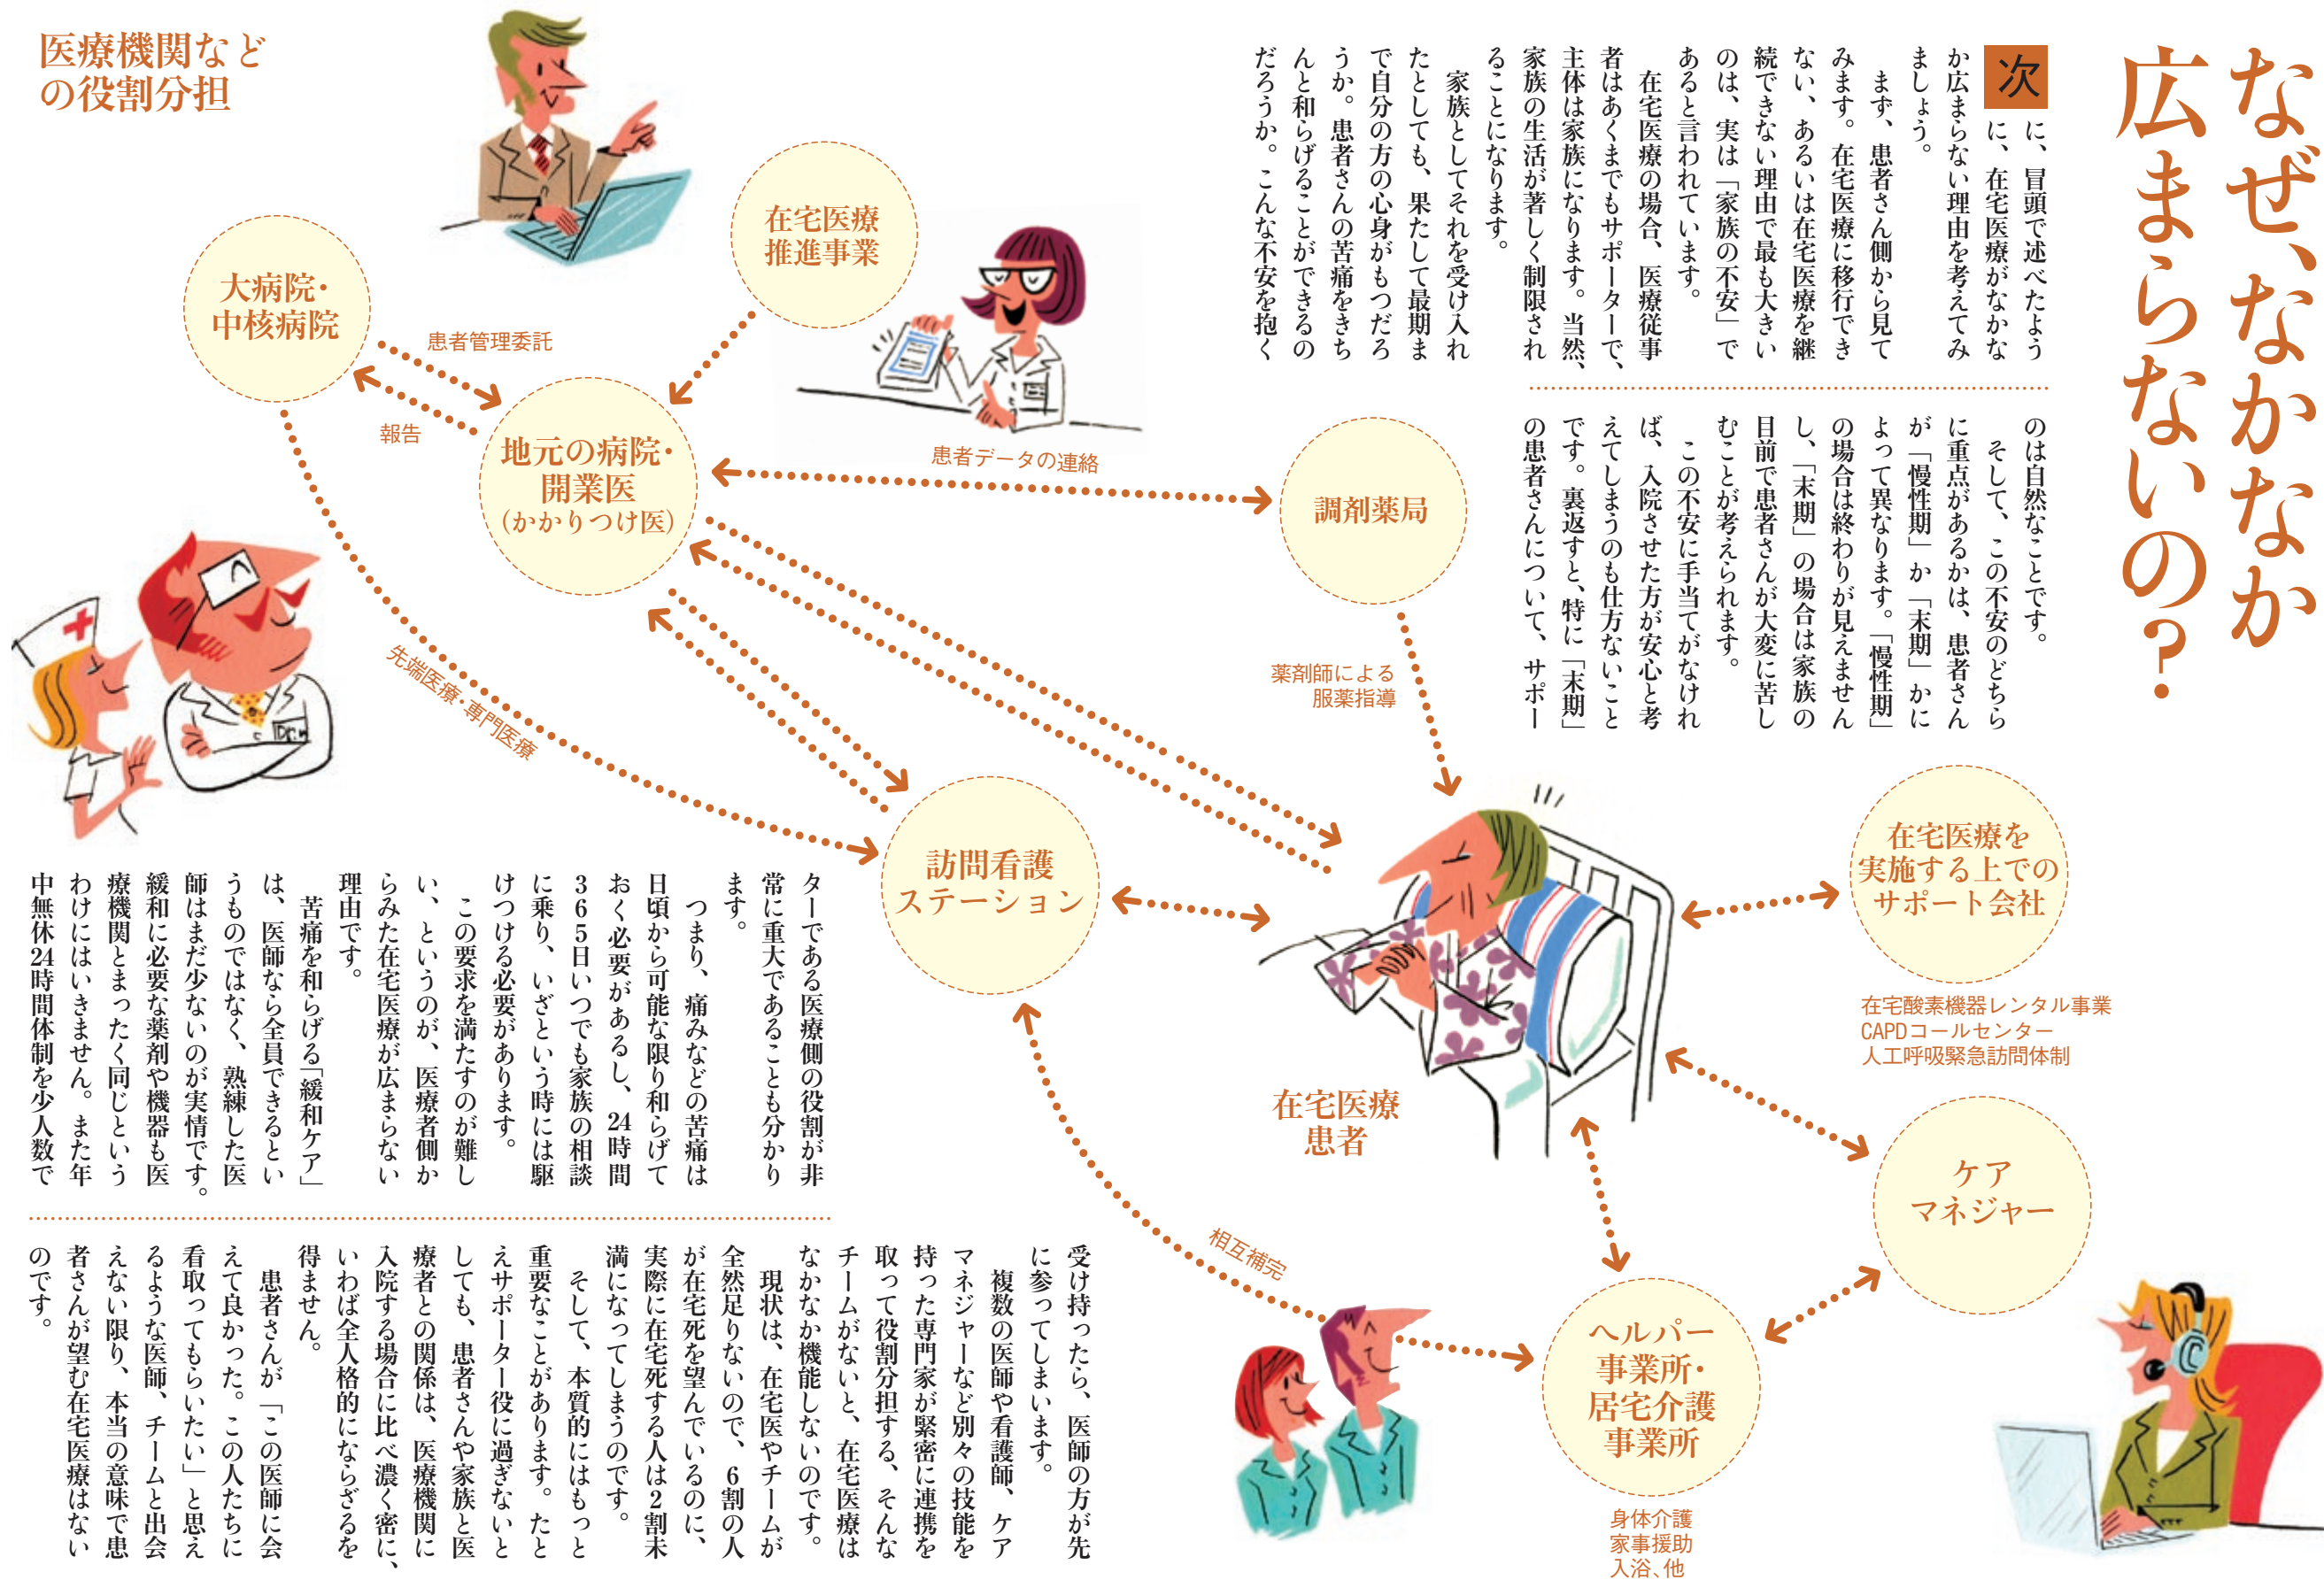 なぜ、なかなか
広まらないの?
次に、冒頭で述べたよう
に、在宅医療がなかな
か広まらない理由を考えてみ
ましょう。
まず、患者さん側から見て
みます。在宅医療に移行でき
ない、あるいは在宅医療を継
続できない理由で最も大きい
のは、実は「家族の不安」で
あると言われています。
在宅医療の場合、医療従事
者はあくまでもサポーターで、
主体は家族になります。当然、
家族の生活が著しく制限され
ることになります。
家族としてそれを受け入れ
たとしても、果たして最期ま
で自分の方の心身がもつだろ
うか。患者さんの苦痛をきち
んと和らげることができるの
だろうか。こんな不安を抱く
のは自然なことです。
そして、この不安のどちら
に重点があるかは、患者さん
が「慢性期」か「末期」かに
よって異なります。「慢性期」
の場合は終わりが見えません
し、「末期」の場合は家族の
目前で患者さんが大変に苦し
むことが考えられます。
この不安に手当てがなけれ
ば、入院させた方が安心と考
えてしまうのも仕方ないこと
です。裏返すと、特に「末期」
の患者さんについて、サポー
ターである医療側の役割が非
常に重大であることも分かり
ます。
つまり、痛みなどの苦痛は
日頃から可能な限り和らげて
おく必要があるし、24時間
365日いつでも家族の相談
に乗り、いざという時には駆
けつける必要があります。
この要求を満たすのが難し
い、というのが、医療者側か
らみた在宅医療が広まらない
理由です。
苦痛を和らげる「緩和ケア」
は、医師なら全員できるとい
うものではなく、熟練した医
師はまだ少ないのが実情です。
緩和に必要な薬剤や機器も医
療機関とまったく同じという
わけにはいきません。また年
中無休24時間体制を少人数で
受け持ったら、医師の方が先
に参ってしまいます。
複数の医師や看護師、ケア
マネジャーなど別々の技能を
持った専門家が緊密に連携を
取って役割分担する、そんな
チームがないと、在宅医療は
なかなか機能しないのです。
現状は、在宅医やチームが
全然足りないので、6割の人
が在宅死を望んでいるのに、
実際に在宅死する人は2割未
満になってしまうのです。
そして、本質的にはもっと
重要なことがあります。たと
えサポーター役に過ぎないと
しても、患者さんや家族と医
療者との関係は、医療機関に
入院する場合に比べ濃く密に、
いわば全人格的にならざるを
得ません。
患者さんが「この医師に会
えて良かった。この人たちに
看取ってもらいたい」と思え
るような医師、チームと出会
えない限り、本当の意味で患
者さんが望む在宅医療はない
のです。
医療機関など
の役割分担
大病院・
中核病院
在宅医療
推進事業
患者管理委託
報告
地元の病院・
開業医
(かかりつけ医)
患者データの連絡
調剤薬局
先端医療・専門医療
薬剤師による
服薬指導
訪問看護
ステーション
在宅医療
患者
在宅医療を
実施する上での
サポート会社
在宅酸素機器レンタル事業
CAPDコールセンター
人工呼吸緊急訪問体制
ケア
マネジャー
相互補完
ヘルパー
事業所・
居宅介護
事業所
身体介護
家事援助
入浴、他